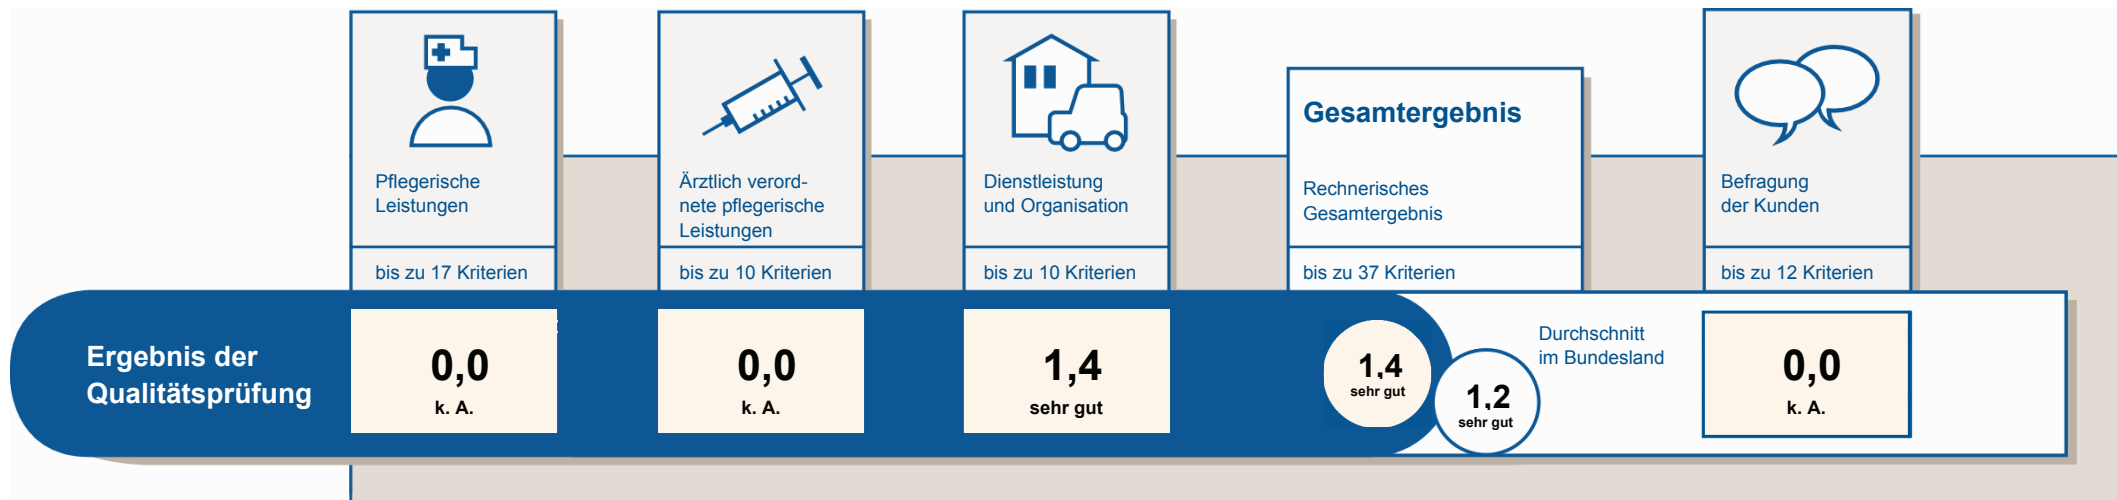 Pflegerische
Leistungen
bis zu 17 Kriterien
Ärztlich verord-
nete pflegerische
Leistungen
bis zu 10 Kriterien
Dienstleistung
und Organisation
bis zu 10 Kriterien
Gesamtergebnis
Rechnerisches
Gesamtergebnis
bis zu 37 Kriterien
Befragung
der Kunden
bis zu 12 Kriterien
Ergebnis der
Qualitätsprüfung
0,0
k. A.
0,0
k. A.
1,4
sehr gut
1,4
sehr gut
1,2
sehr gut
Durchschnitt
im Bundesland
0,0
k. A.